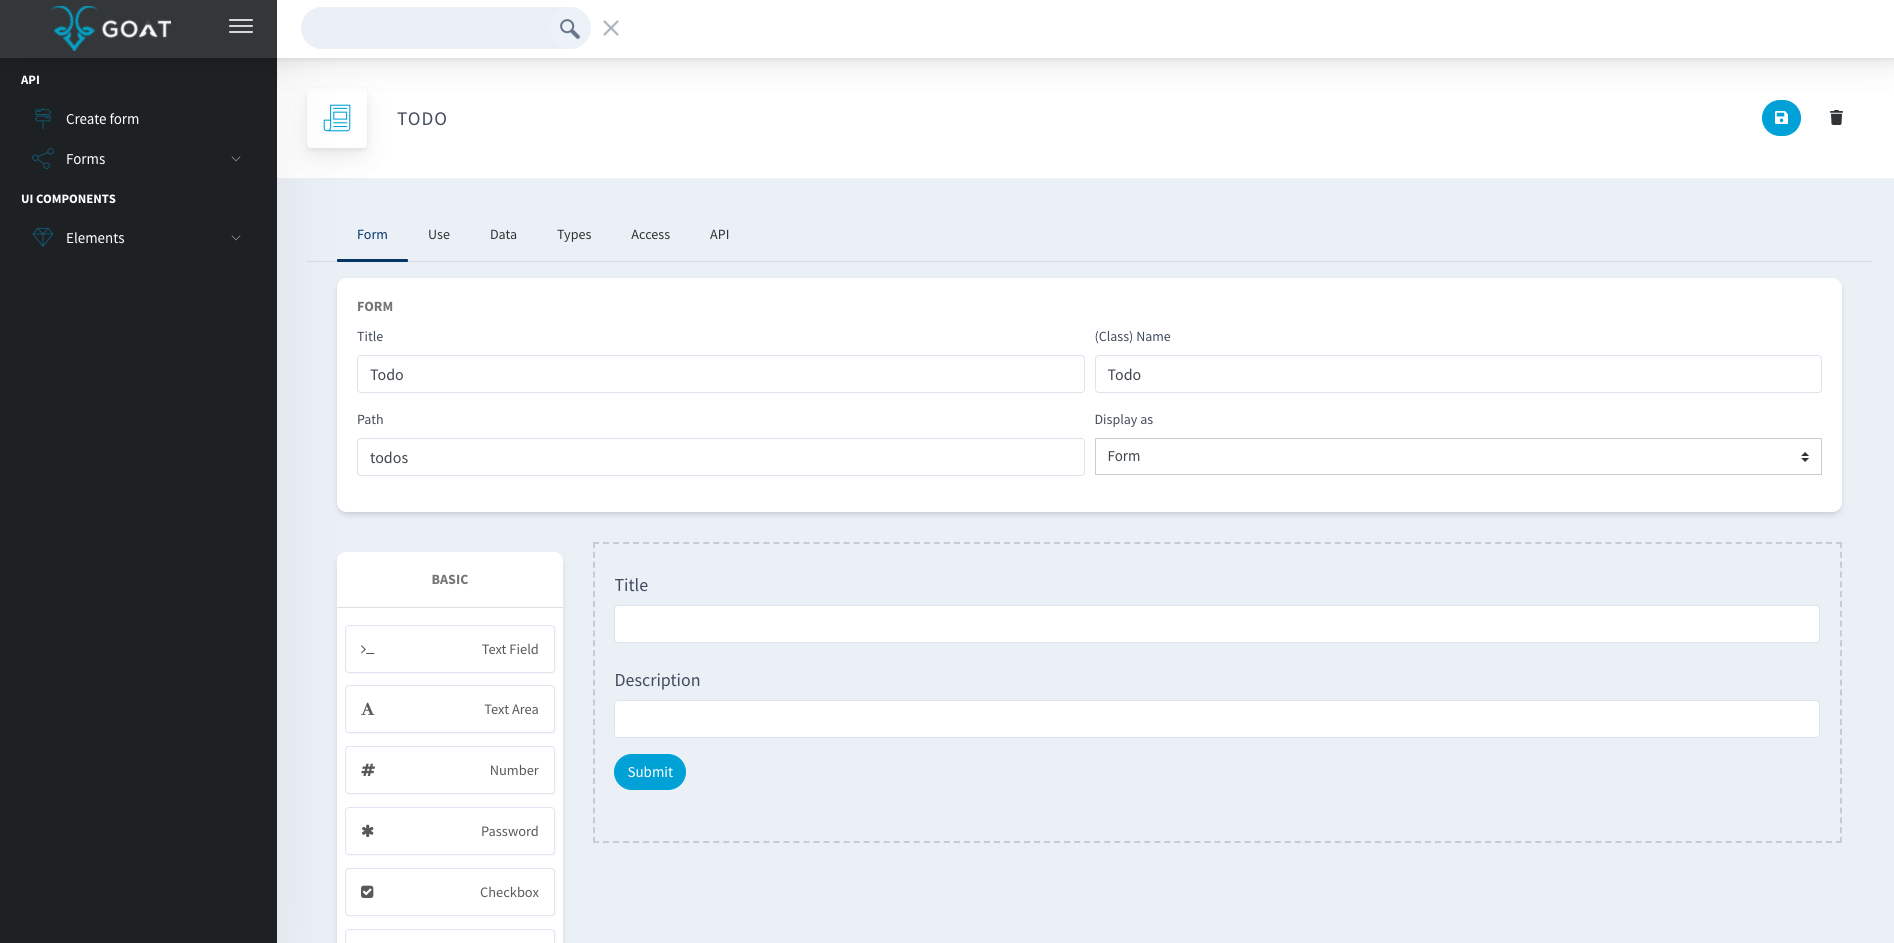 GOAT
API
Create form
Forms
UI COMPONENTS
Elements
TODO
Form Use Data Types Access API
FORM
Title (Class) Name
Todo Todo
Path Display as
todos Form
BASIC
>_ Text Field
A Text Area
# Number
✱ Password
Checkbox
Title
Description
Submit